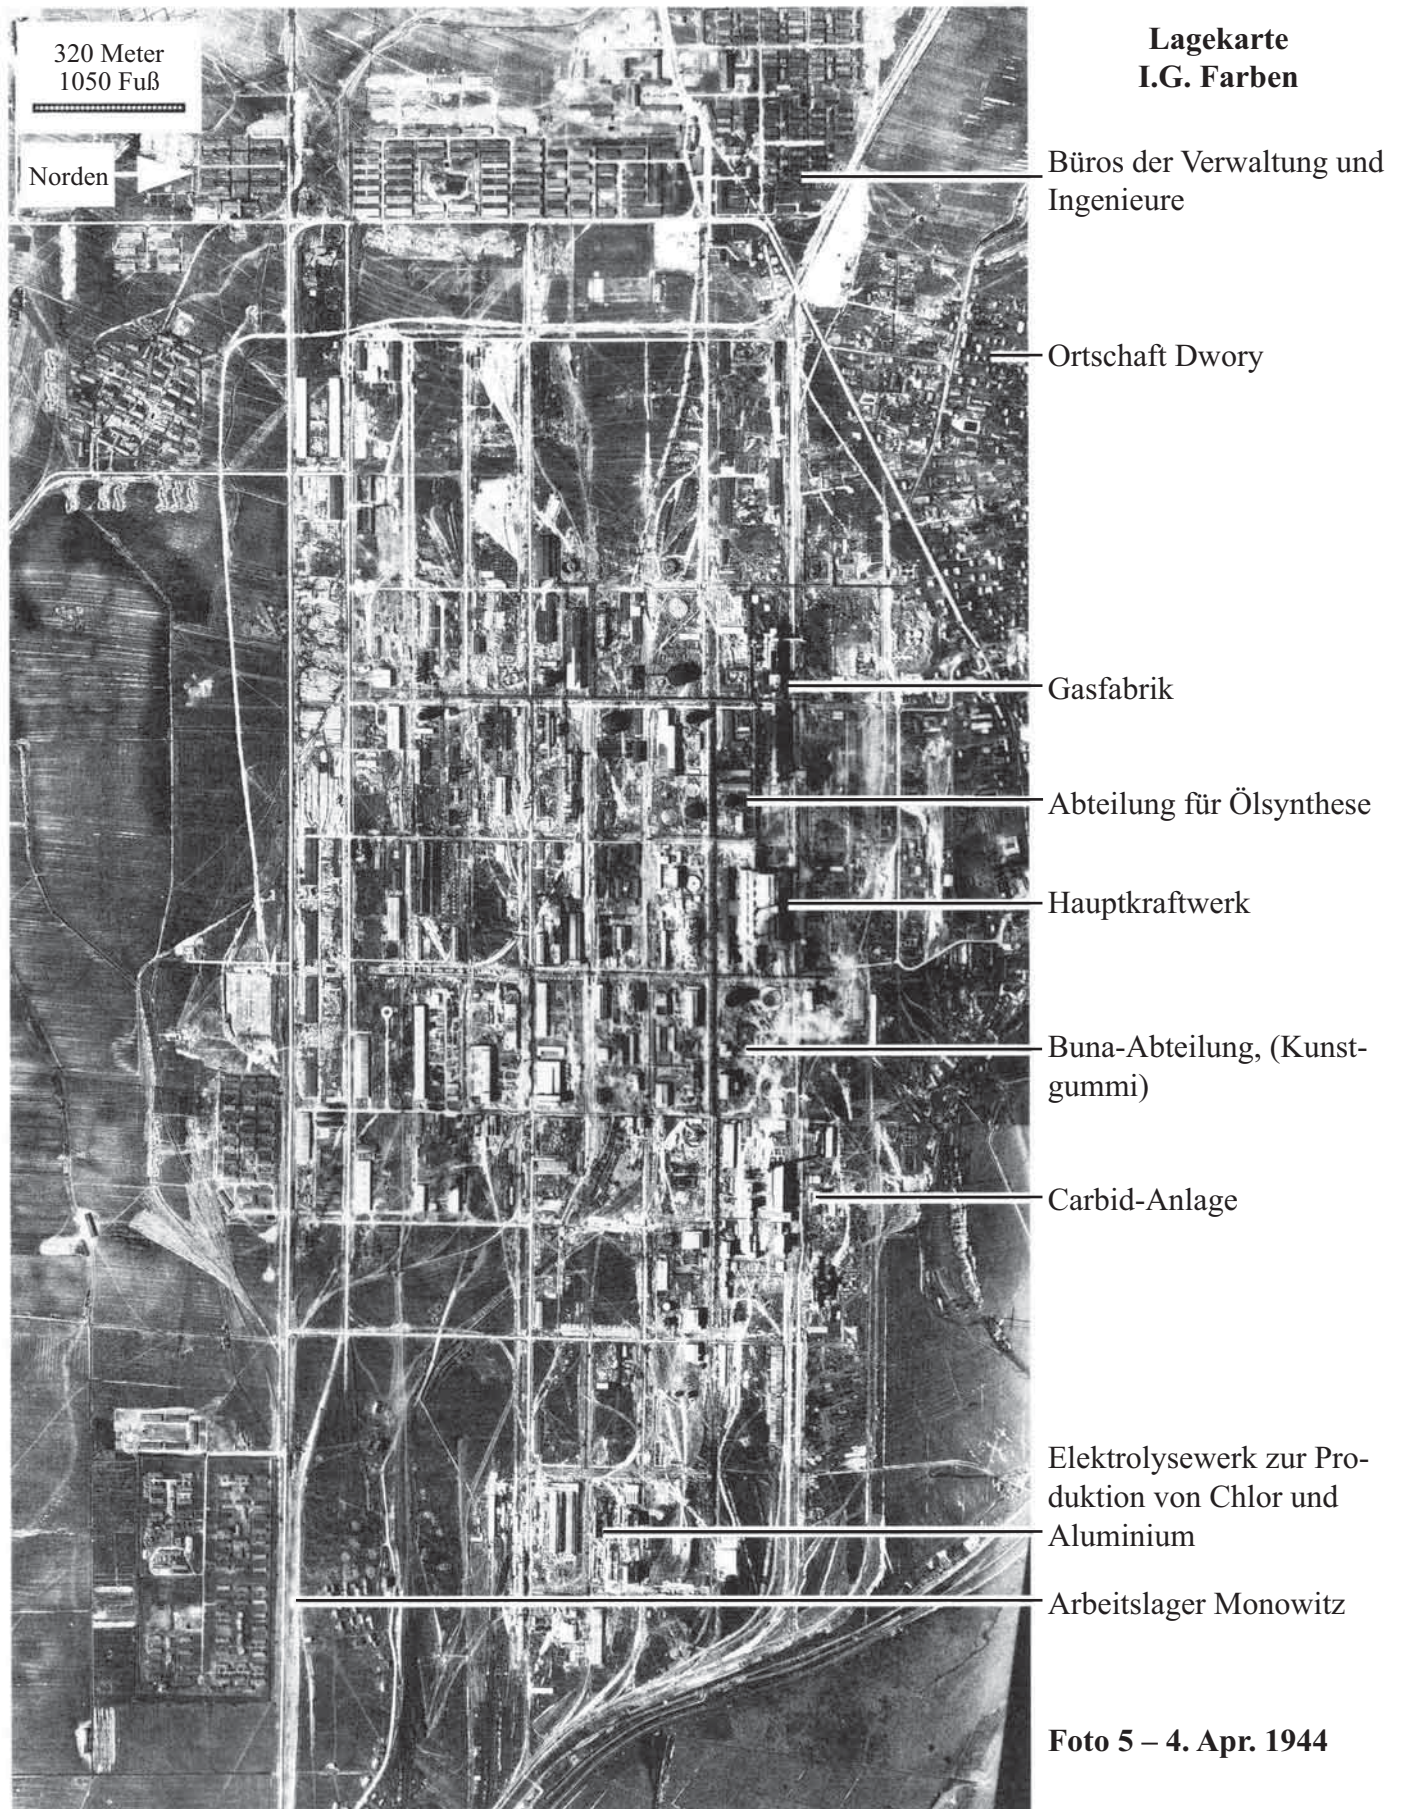 320 Meter
1050 Fuß
Norden
Lagekarte
I.G. Farben
Büros der Verwaltung und
Ingenieure
Ortschaft Dwory
Gasfabrik
Abteilung für Ölsynthese
Hauptkraftwerk
Buna-Abteilung, (Kunst-
gummi)
Carbid-Anlage
Elektrolysewerk zur Pro-
duktion von Chlor und
Aluminium
Arbeitslager Monowitz
Foto 5 – 4. Apr. 1944